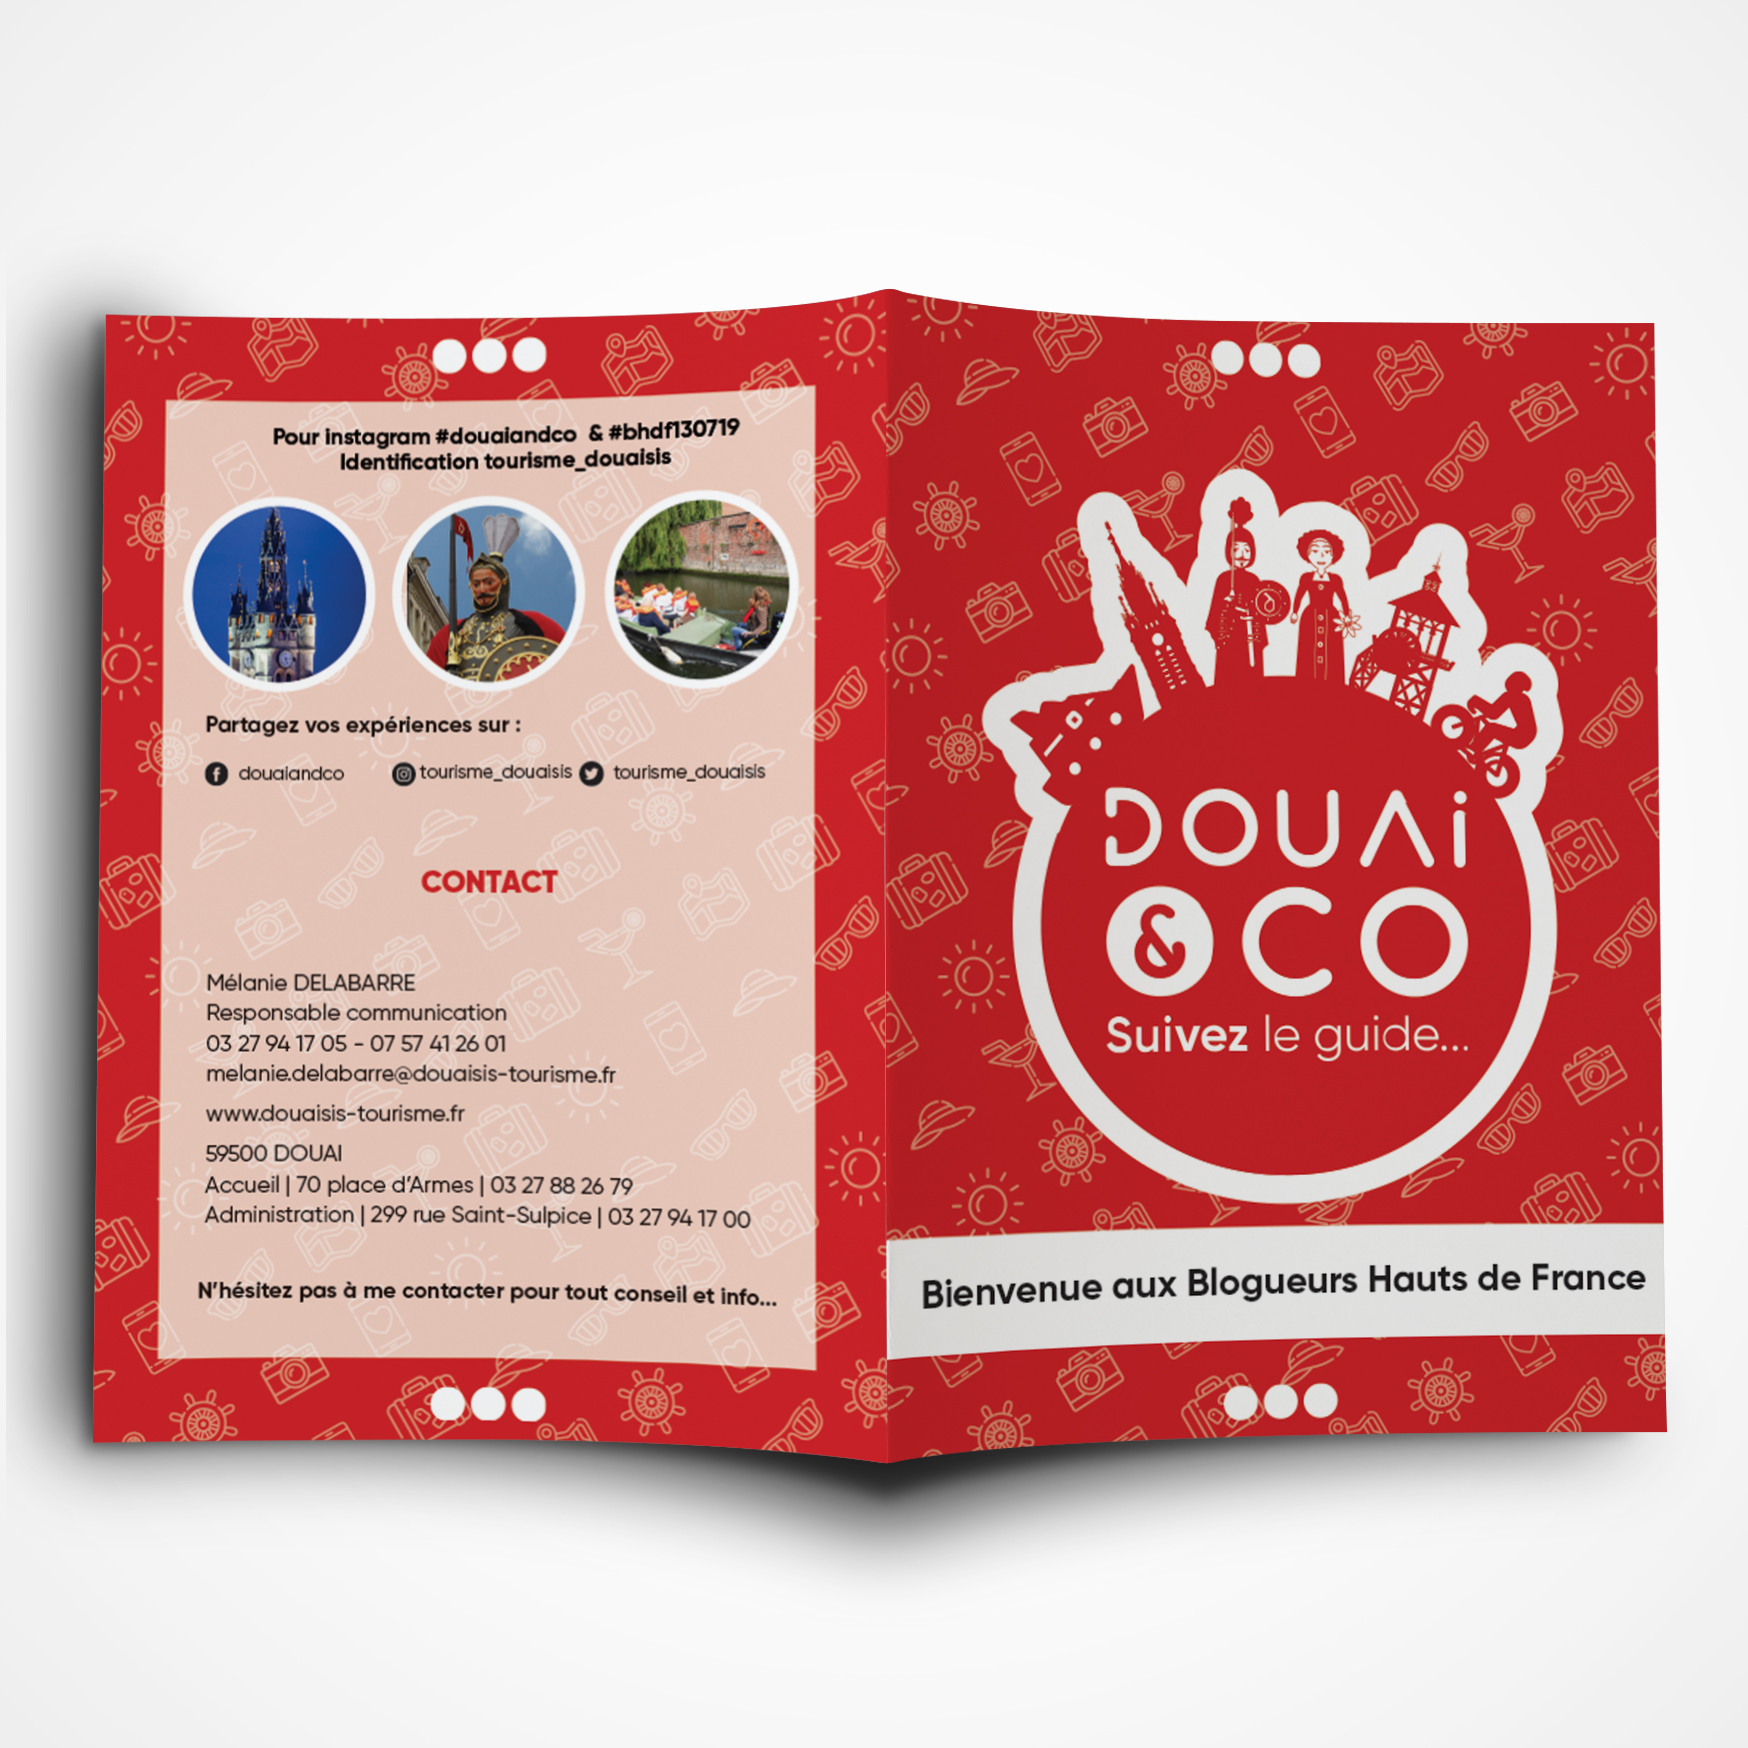 Pour instagram #douaiandco & #bhdf130719
Identification tourisme_douaisis
Partagez vos expériences sur :
douaiandco tourisme_douaisis tourisme_douaisis
CONTACT
Mélanie DELABARRE
Responsable communication
03 27 94 17 05 - 07 57 41 26 01
melanie.delabarre@douaisis-tourisme.fr
www.douaisis-tourisme.fr
59500 DOUAI
Accueil | 70 place d'Armes | 03 27 88 26 79
Administration | 299 rue Saint-Sulpice | 03 27 94 17 00
N'hésitez pas à me contacter pour tout conseil et info...
DOUAi
&CO
Suivez le guide...
Bienvenue aux Blogueurs Hauts de France